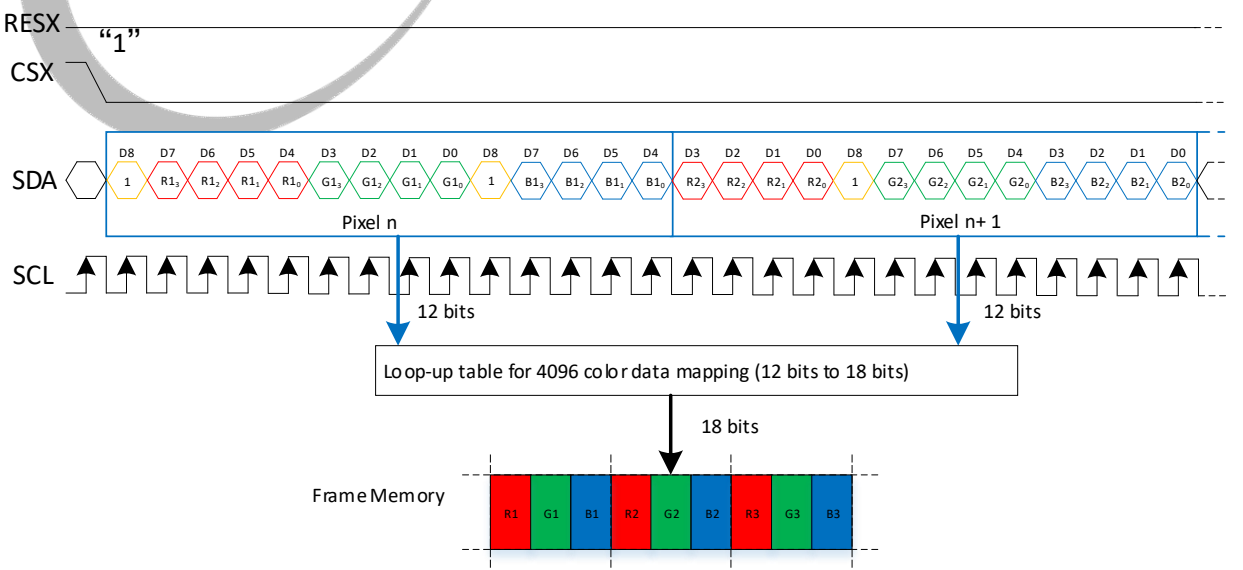 RESX
“1”
CSX
D8 D7 D6 D5 D4 D3 D2 D1 D0 D8 D7 D6 D5 D4 D3 D2 D1 D0 D8 D7 D6 D5 D4 D3 D2 D1 D0
SDA 1 R1₃ R1₂ R1₁ R1₀ G1₃ G1₂ G1₁ G1₀ 1 B1₃ B1₂ B1₁ B1₀ R2₃ R2₂ R2₁ R2₀ 1 G2₃ G2₂ G2₁ G2₀ B2₃ B2₂ B2₁ B2₀
Pixel n Pixel n+ 1
SCL
12 bits 12 bits
Loop-up table for 4096 color data mapping (12 bits to 18 bits)
18 bits
Frame Memory
R1 G1 B1 R2 G2 B2 R3 G3 B3